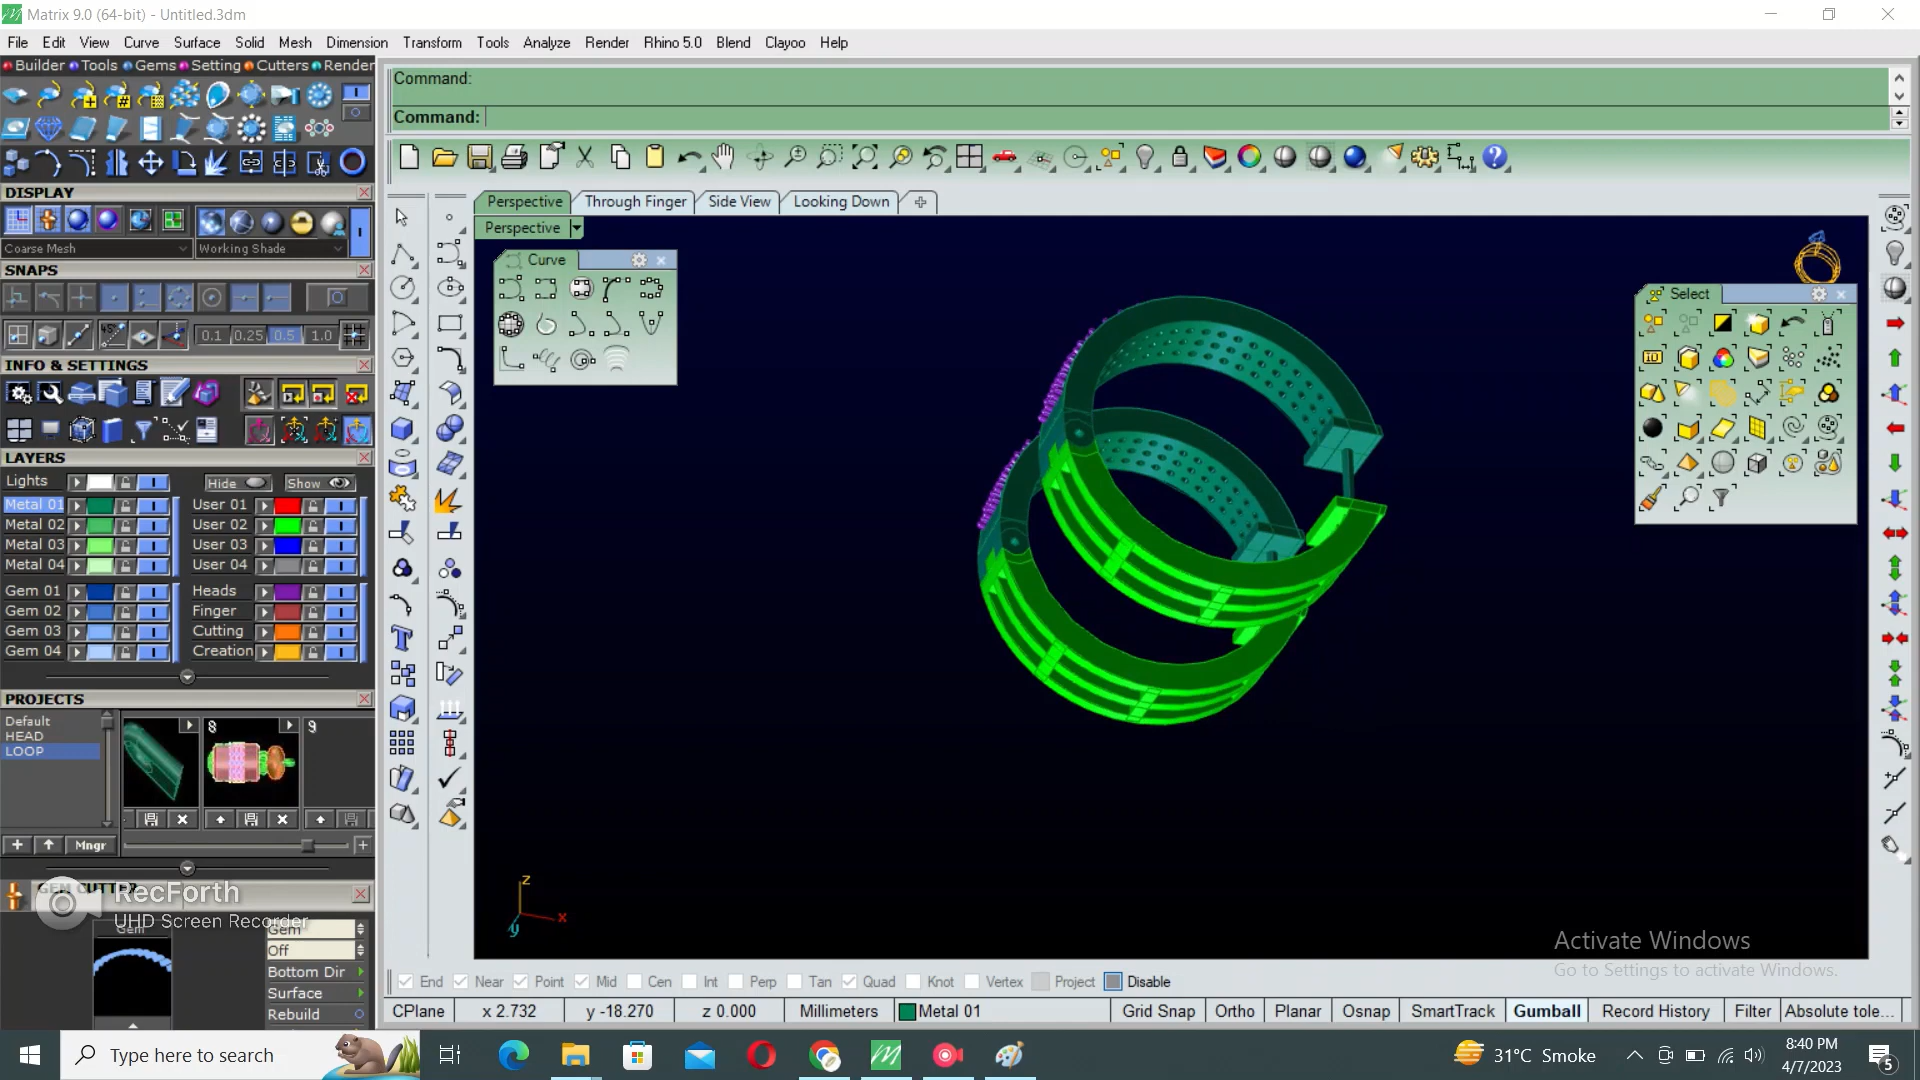 Matrix 9.0 (64-bit) - Untitled.3dm
File Edit View Curve Surface Solid Mesh Dimension Transform Tools Analyze Render Rhino 5.0 Blend Clayoo Help
Builder Tools Gems Setting Cutters Render
Command:
Command:
DISPLAY
Coarse Mesh Working Shade
SNAPS
45°
0.1 0.25 0.5 1.0
INFO & SETTINGS
LAYERS
Lights Hide Show
Metal 01 User 01
Metal 02 User 02
Metal 03 User 03
Metal 04 User 04
Gem 01 Heads
Gem 02 Finger
Gem 03 Cutting
Gem 04 Creation
PROJECTS
Default
HEAD
LOOP
8 9
Mngr
GEM CUTTER
RecForth
UHD Screen Recorder
Gem
Gem
Off
Bottom Dir
Surface
Rebuild
Perspective Through Finger Side View Looking Down
Perspective
Curve
Select
iD
z
x
y
Activate Windows
Go to Settings to activate Windows.
End Near Point Mid Cen Int Perp Tan Quad Knot Vertex Project Disable
CPlane x 2.732 y -18.270 z 0.000 Millimeters Metal 01 Grid Snap Ortho Planar Osnap SmartTrack Gumball Record History Filter Absolute tole...
Type here to search
31°C Smoke
8:40 PM
4/7/2023
5